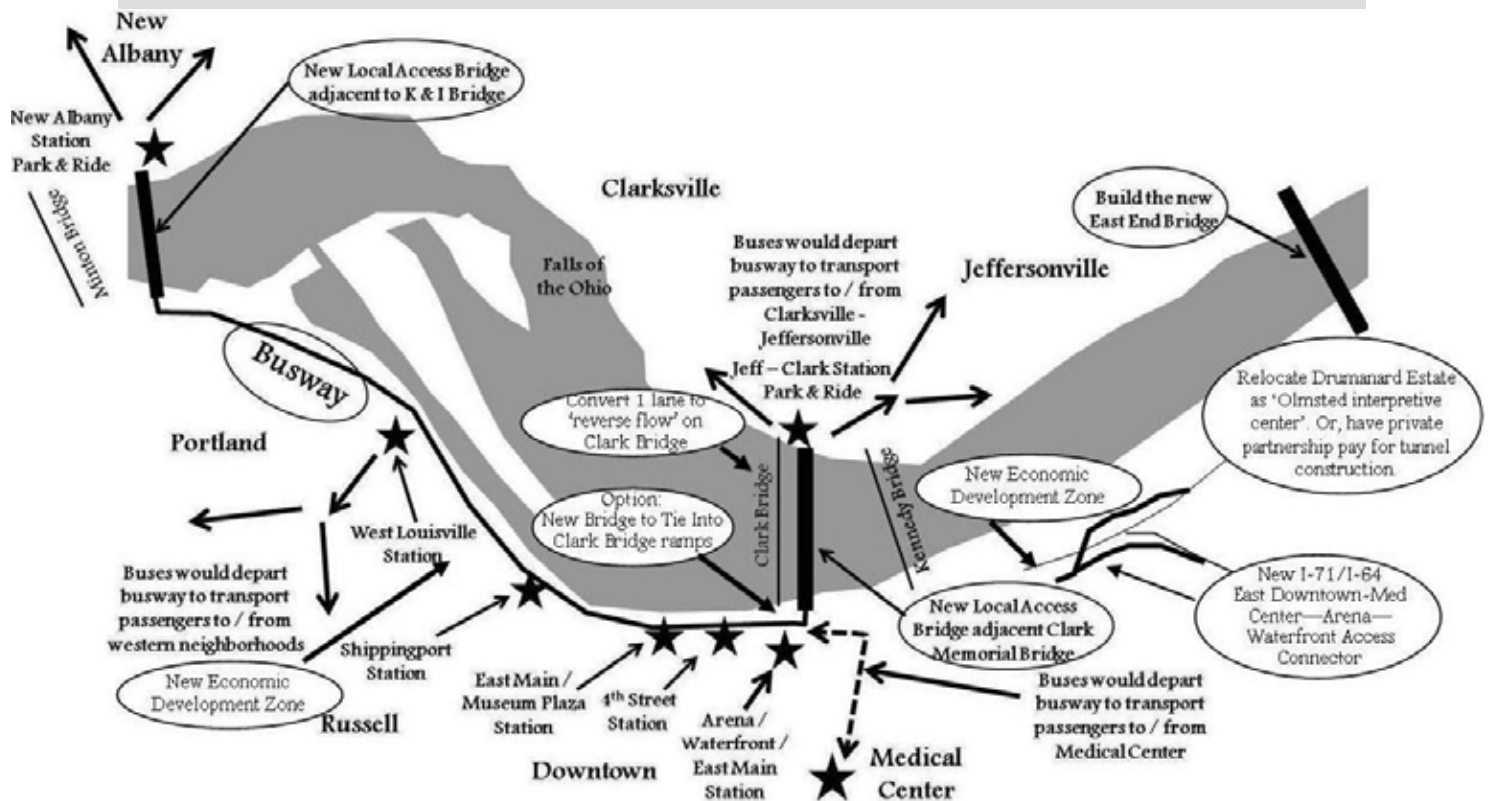 New
Albany
New Local Access Bridge
adjacent to K & I Bridge
New Albany
Station
Park & Ride
Minton Bridge
Clarksville
Falls of
the Ohio
Build the new
East End Bridge
Buses would depart
busway to transport
passengers to / from
Clarksville -
Jeffersonville
Jeffersonville
Jeff – Clark Station
Park & Ride
Busway
Convert 1 lane to
‘reverse flow’ on
Clark Bridge
Relocate Drumanard Estate
as ‘Olmsted interpretive
center’. Or, have private
partnership pay for tunnel
construction.
Portland
Clark Bridge
Kennedy Bridge
New Economic
Development Zone
Option:
New Bridge to Tie Into
Clark Bridge ramps
West Louisville
Station
Buses would depart
busway to transport
passengers to / from
western neighborhoods
Shippingport
Station
New Economic
Development Zone
Russell
East Main /
Museum Plaza
Station
4th Street
Station
Arena /
Waterfront /
East Main
Station
Downtown
Medical
Center
New Local Access
Bridge adjacent Clark
Memorial Bridge
New I-71/I-64
East Downtown-Med
Center—Arena—
Waterfront Access
Connector
Buses would depart
busway to transport
passengers to / from
Medical Center